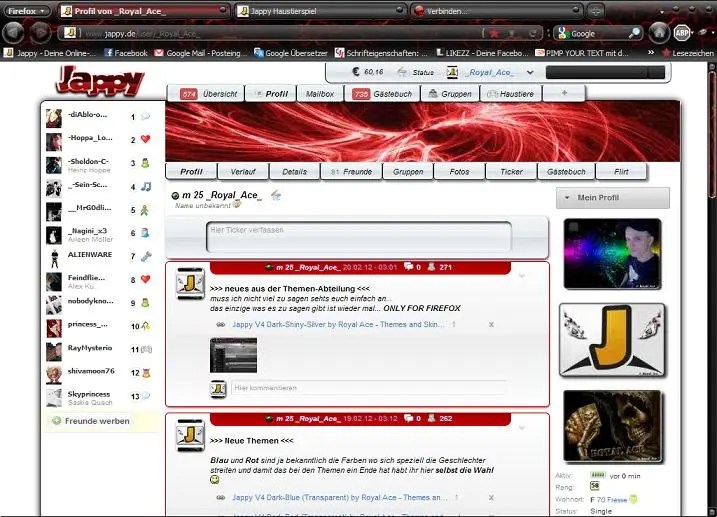 Firefox
Profil von _Royal_Ace_
Jappy Haustierspiel
Verbinden...
www.jappy.de/user/_Royal_Ace_
Google
ABP
Jappy - Deine Online-...
Facebook
Google Mail - Posteing...
Google Übersetzer
Schrifteigenschaften: ...
LIKEZZ - Deine Facebo...
PIMP YOUR TEXT mit d...
Lesezeichen
Jappy
€ 60,16
Status
_Royal_Ace_
574 Übersicht
Profil
Mailbox
735 Gästebuch
Gruppen
Haustiere
+
-diAblo-o... 1
-Hoppa_Lo... 2
-Sheldon-C- 3
Heinz Hoppe
_-Sein-Sc... 4
__MrG0dli... 5
_Nagini_x3 6
Aileen Möller
ALIENWARE 7
Feindflie... 8
Alex Ku.
nobodykno... 9
princess_... 10
RayMysterio 11
shivamoon76 12
Skyprincess 13
Saskia Quach
Freunde werben
Profil
Verlauf
Details
91 Freunde
Gruppen
Fotos
Ticker
Gästebuch
Flirt
m 25 _Royal_Ace_
Name unbekannt
Hier Ticker verfassen
m 25 _Royal_Ace_ 20.02.12 - 03:01 0 271
>>> neues aus der Themen-Abteilung <<<
muss ich nicht viel zu sagen sehts euch einfach an...
das einzige was es zu sagen gibt ist wieder mal... ONLY FOR FIREFOX
Jappy V4 Dark-Shiny-Silver by Royal Ace - Themes and Skin... 1 x
Hier kommentieren
m 25 _Royal_Ace_ 19.02.12 - 03:12 0 262
>>> Neue Themen <<<
Blau und Rot sind ja bekanntlich die Farben wo sich speziell die Geschlechter
streiten und damit das bei den Themen ein Ende hat habt ihr hier selbst die Wahl
Jappy V4 Dark-Blue (Transparent) by Royal Ace - Themes an... 1 x
Mein Profil
J
ROYAL ACE
Aktiv: vor 0 min
Rang: 58
Wohnort: F 70 Fresse
Status: Single